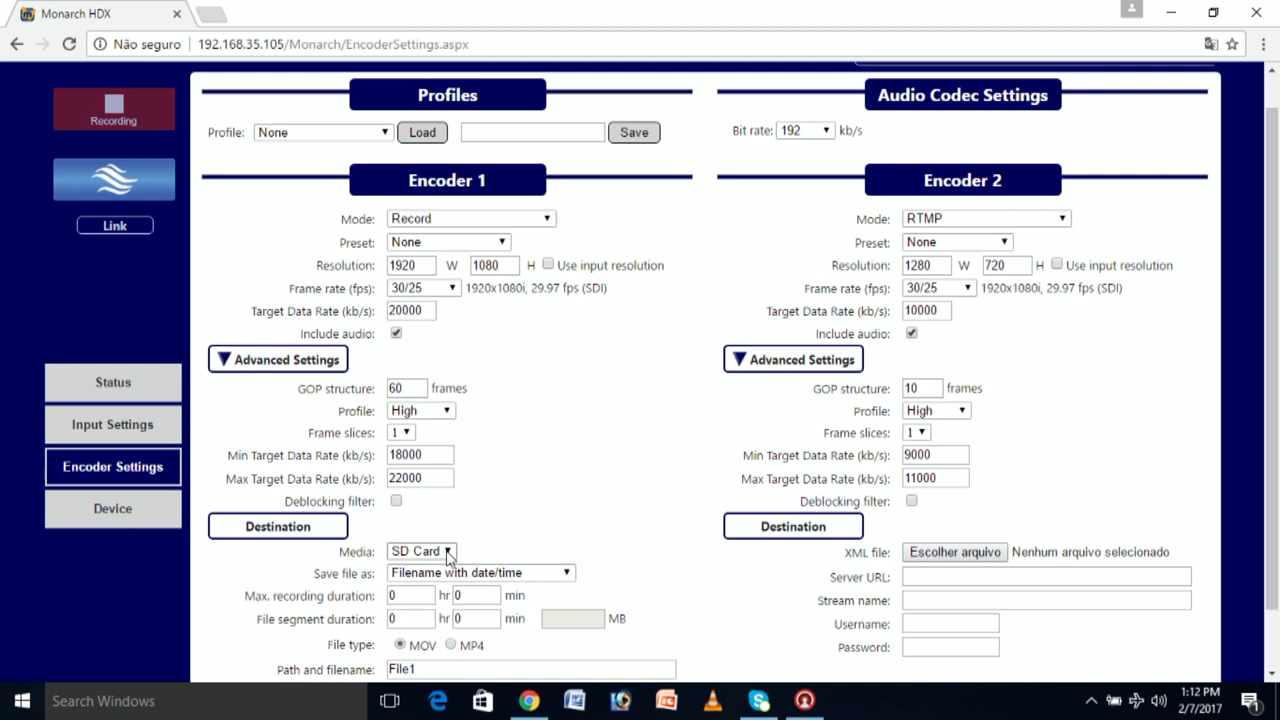 Monarch HDX
Não seguro 192.168.35.105/Monarch/EncoderSettings.aspx
Recording
Link
Status
Input Settings
Encoder Settings
Device
Profiles
Profile: None Load Save
Encoder 1
Mode: Record
Preset: None
Resolution: 1920 W 1080 H Use input resolution
Frame rate (fps): 30/25 1920x1080i, 29.97 fps (SDI)
Target Data Rate (kb/s): 20000
Include audio:
Advanced Settings
GOP structure: 60 frames
Profile: High
Frame slices: 1
Min Target Data Rate (kb/s): 18000
Max Target Data Rate (kb/s): 22000
Deblocking filter:
Destination
Media: SD Card
Save file as: Filename with date/time
Max. recording duration: 0 hr 0 min
File segment duration: 0 hr 0 min MB
File type: MOV MP4
Path and filename: File1
Audio Codec Settings
Bit rate: 192 kb/s
Encoder 2
Mode: RTMP
Preset: None
Resolution: 1280 W 720 H Use input resolution
Frame rate (fps): 30/25 1920x1080i, 29.97 fps (SDI)
Target Data Rate (kb/s): 10000
Include audio:
Advanced Settings
GOP structure: 10 frames
Profile: High
Frame slices: 1
Min Target Data Rate (kb/s): 9000
Max Target Data Rate (kb/s): 11000
Deblocking filter:
Destination
XML file: Escolher arquivo Nenhum arquivo selecionado
Server URL:
Stream name:
Username:
Password:
Search Windows
1:12 PM
2/7/2017
1